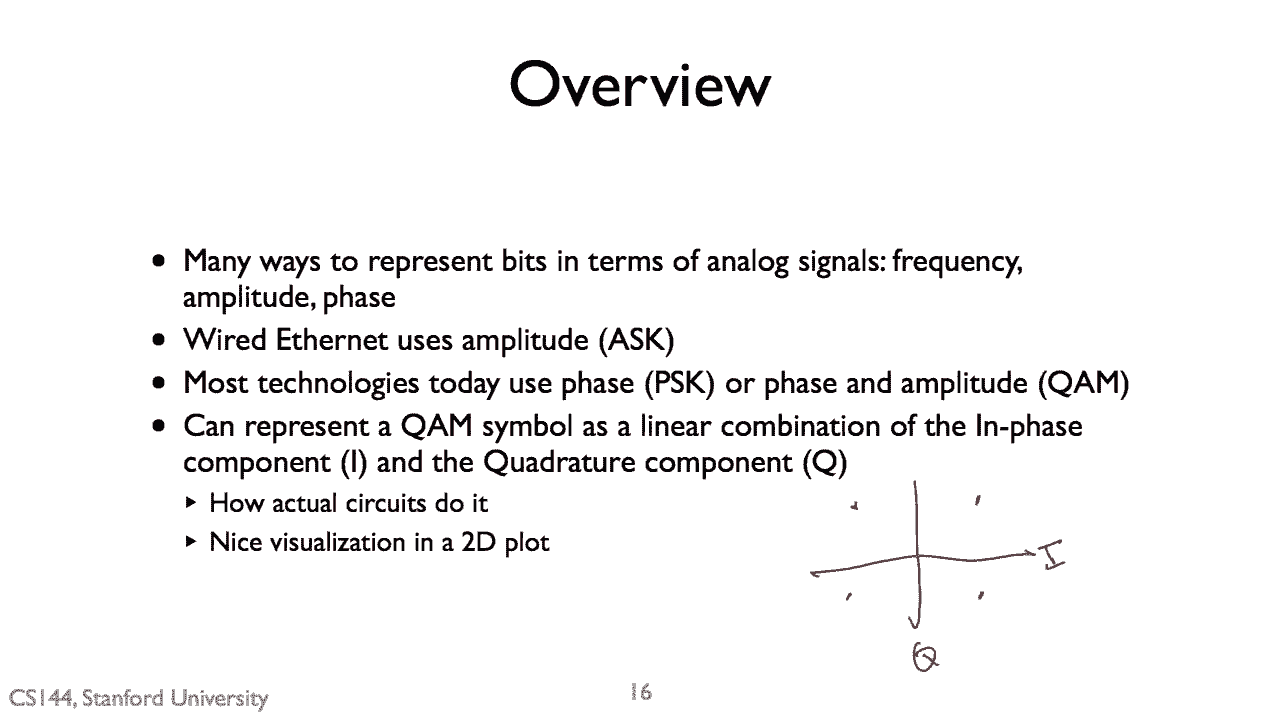 Overview
• Many ways to represent bits in terms of analog signals: frequency,
amplitude, phase
• Wired Ethernet uses amplitude (ASK)
• Most technologies today use phase (PSK) or phase and amplitude (QAM)
• Can represent a QAM symbol as a linear combination of the In-phase
component (I) and the Quadrature component (Q)
‣ How actual circuits do it
‣ Nice visualization in a 2D plot
I
Q
CS144, Stanford University
16